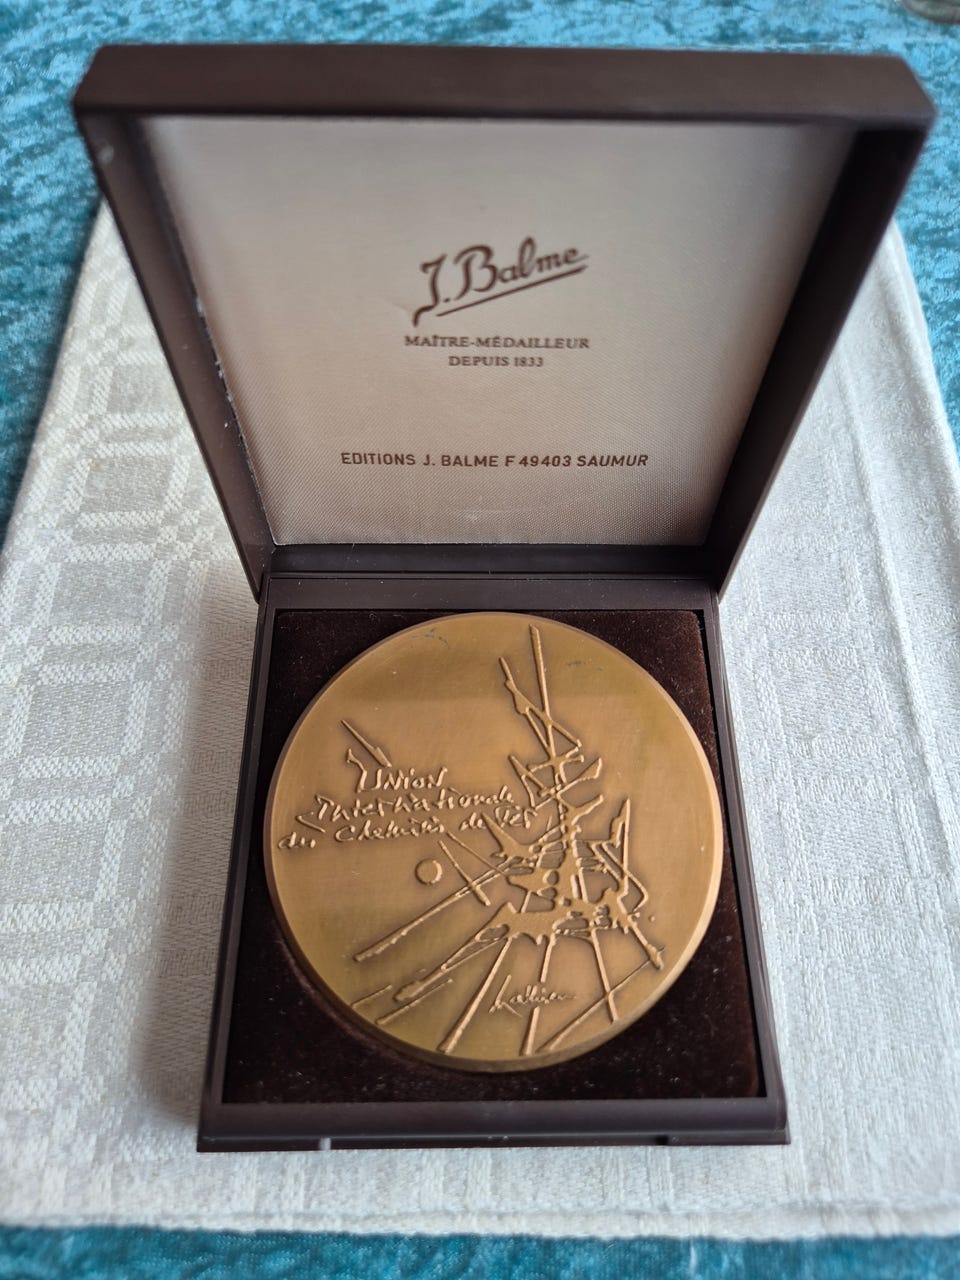 J. Balme
MAÎTRE-MÉDAILLEUR
DEPUIS 1833
EDITIONS J. BALME F 49403 SAUMUR
UNion
Internationale
des Chemins de Fer